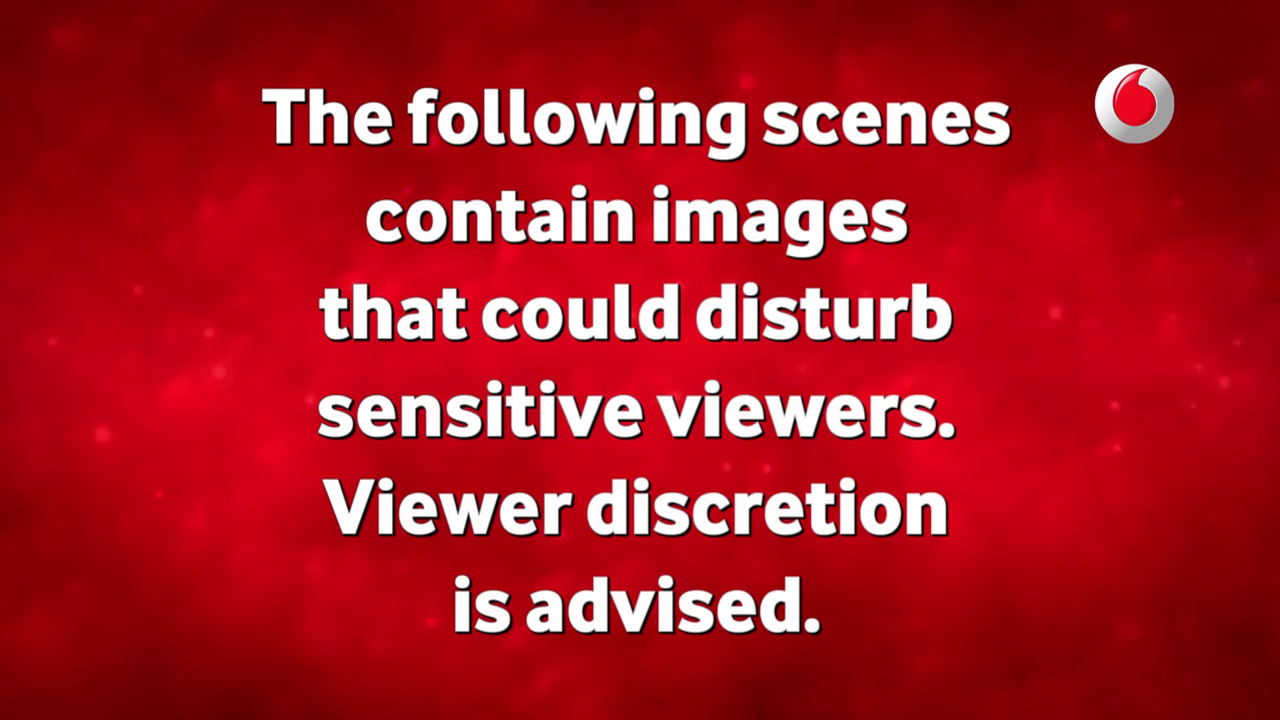 The following scenes
contain images
that could disturb
sensitive viewers.
Viewer discretion
is advised.